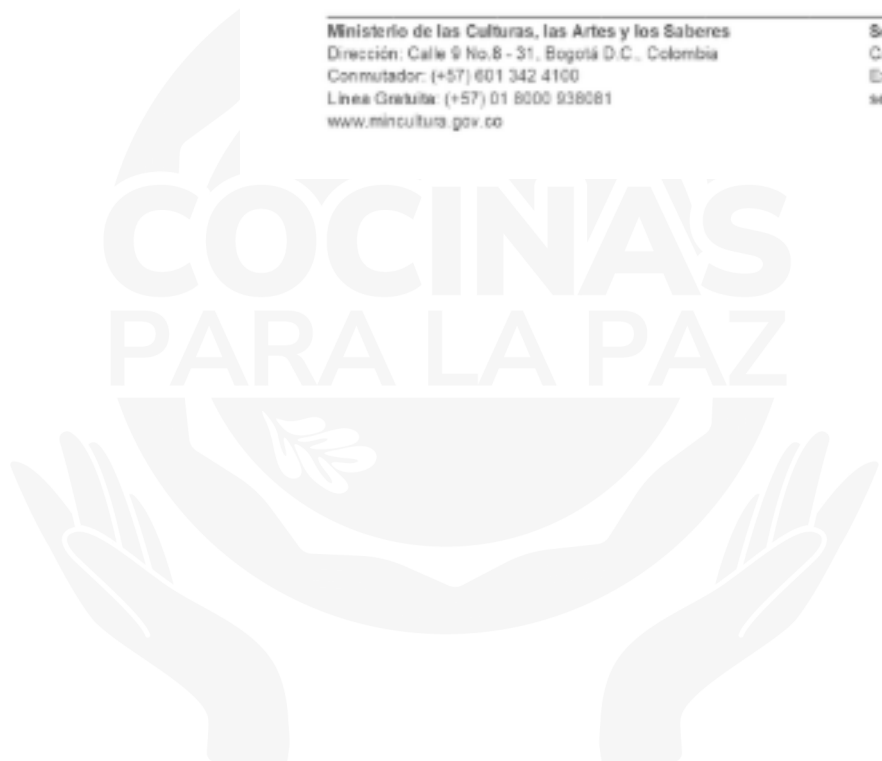 Ministerio de las Culturas, las Artes y los Saberes
Dirección: Calle 9 No.8 - 31, Bogotá D.C., Colombia
Conmutador: (+57) 601 342 4100
Línea Gratuita: (+57) 01 8000 938081
www.mincultura.gov.co
COCINAS
PARA LA PAZ